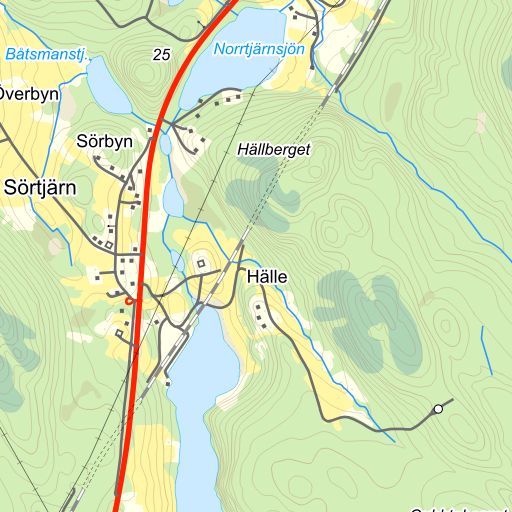 Båtsmanstj.
25
Norrtjärnsjön
Överbyn
Sörbyn
Hällberget
Sörtjärn
Hälle